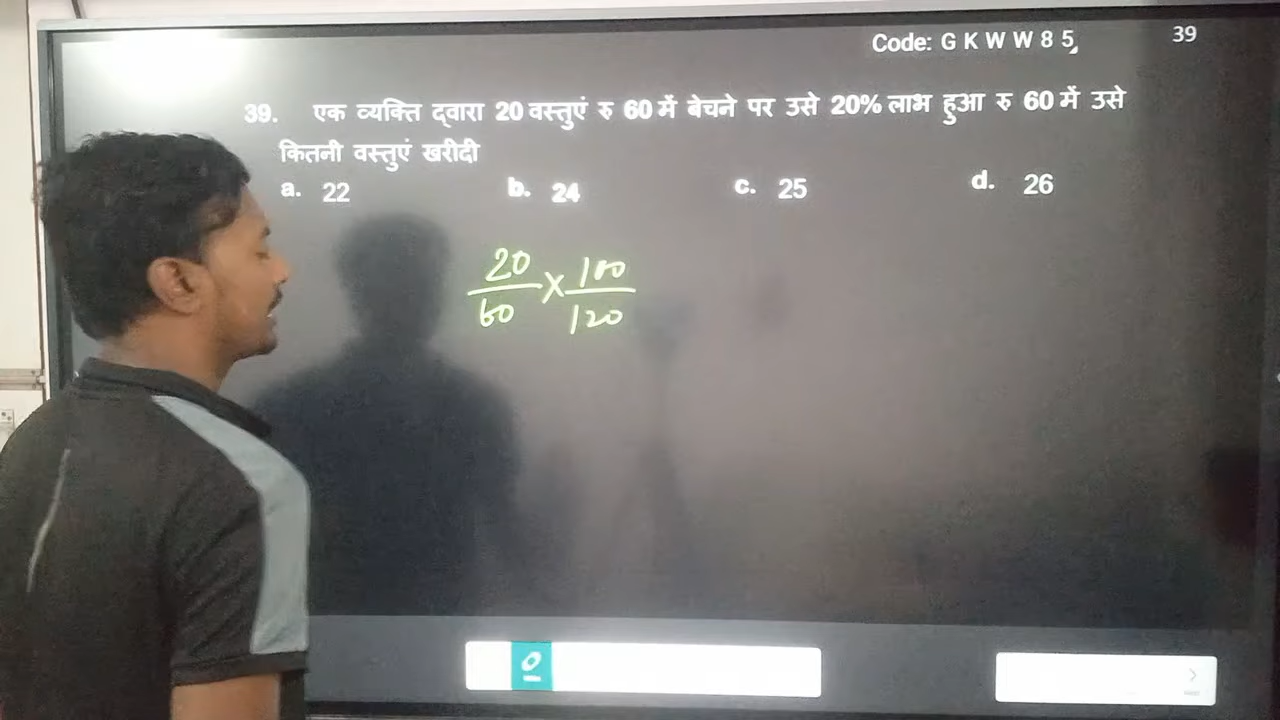 Code: G K W W 8 5
39
39. एक व्यक्ति द्वारा 20 वस्तुएं रु 60 में बेचने पर उसे 20% लाभ हुआ रु 60 में उसे
कितनी वस्तुएं खरीदी
a. 22 b. 24 c. 25 d. 26
20/60 × 100/120